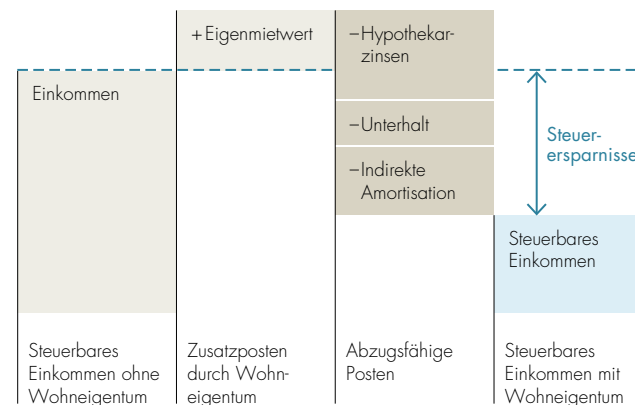 +Eigenmietwert
–Hypothekar-
zinsen
Einkommen
–Unterhalt
–Indirekte
Amortisation
Steuer-
ersparnisse
Steuerbares
Einkommen
Steuerbares
Einkommen ohne
Wohneigentum
Zusatzposten
durch Wohn-
eigentum
Abzugsfähige
Posten
Steuerbares
Einkommen mit
Wohneigentum